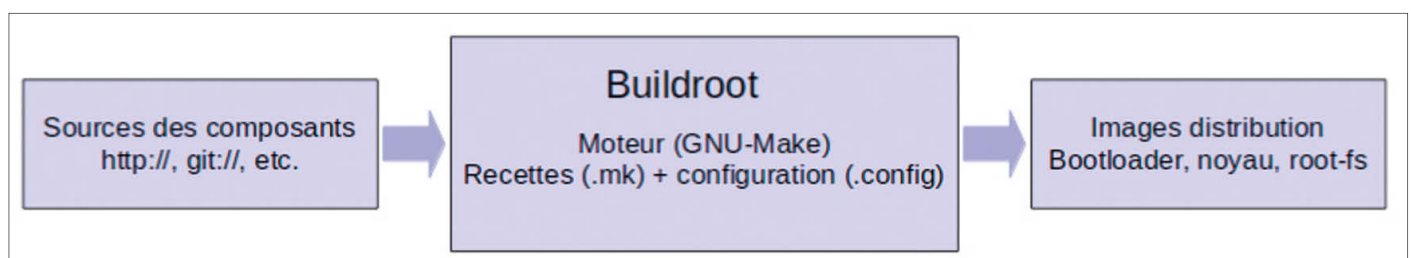 Sources des composants
http://, git://, etc.
Buildroot
Moteur (GNU-Make)
Recettes (.mk) + configuration (.config)
Images distribution
Bootloader, noyau, root-fs